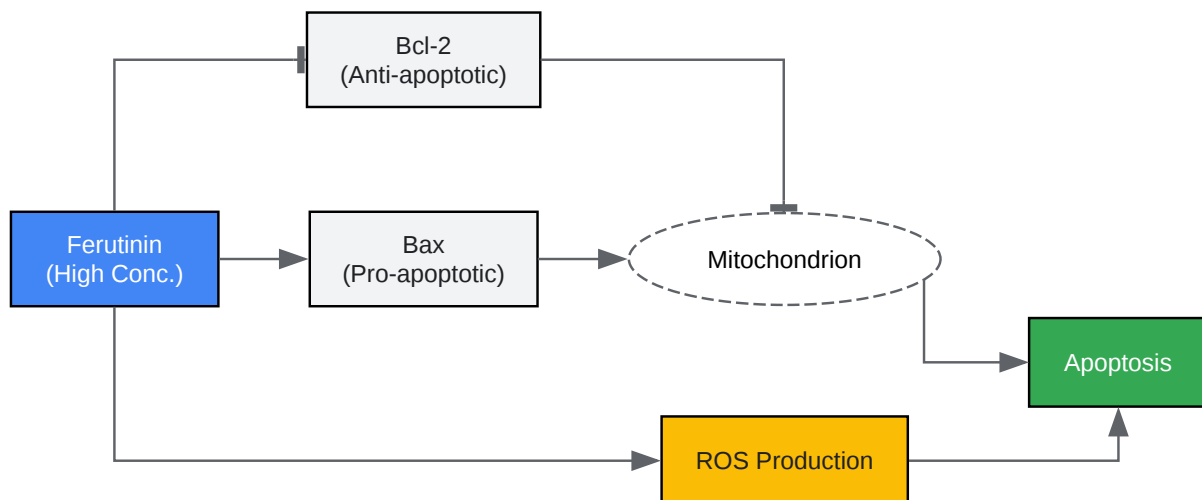 Bcl-2
(Anti-apoptotic)
Ferutinin
(High Conc.)
Bax
(Pro-apoptotic)
Mitochondrion
Apoptosis
ROS Production